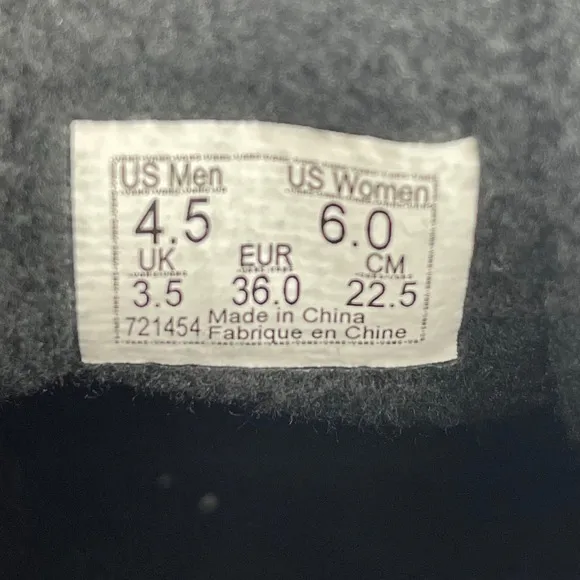 US Men US Women
4.5 6.0
UK EUR CM
3.5 36.0 22.5
721454 Made in China
Fabrique en Chine